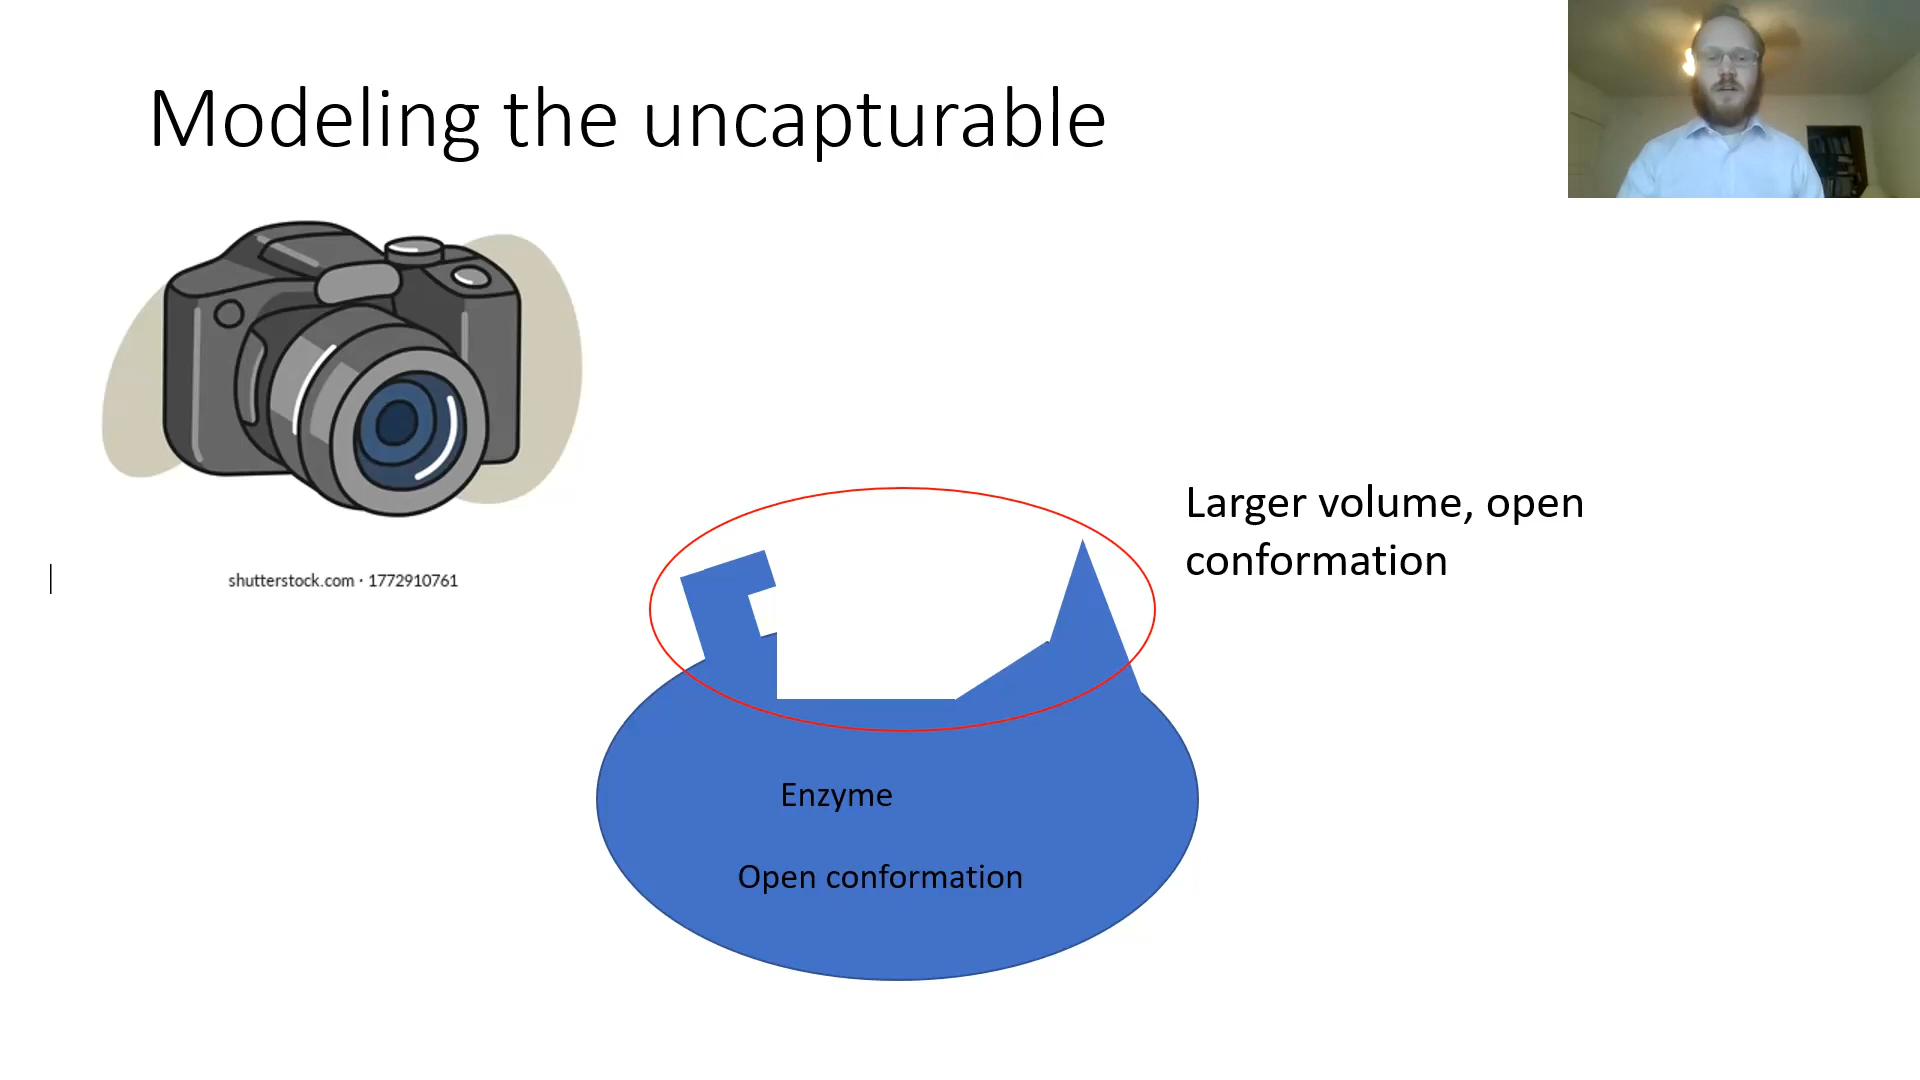 Modeling the uncapturable
shutterstock.com · 1772910761
Larger volume, open
conformation
Enzyme
Open conformation